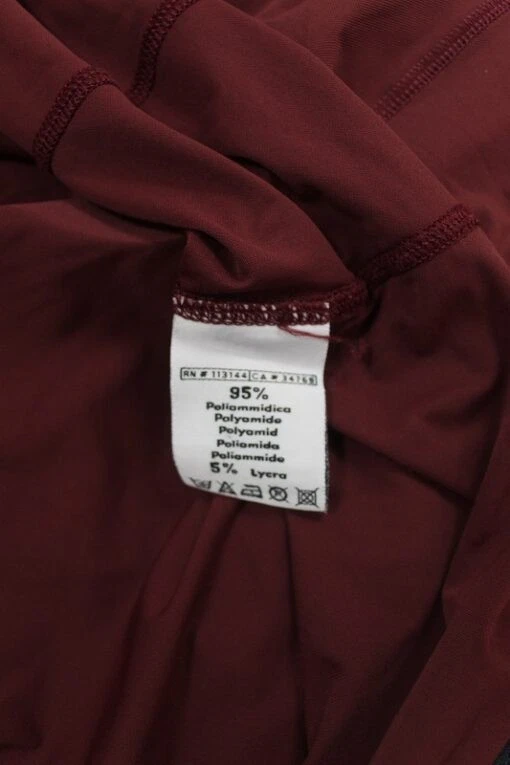 RN # 113144 CA # 34765
95%
Poliammidica
Polyamide
Polyamid
Poliamida
Poliammide
5% Lycra